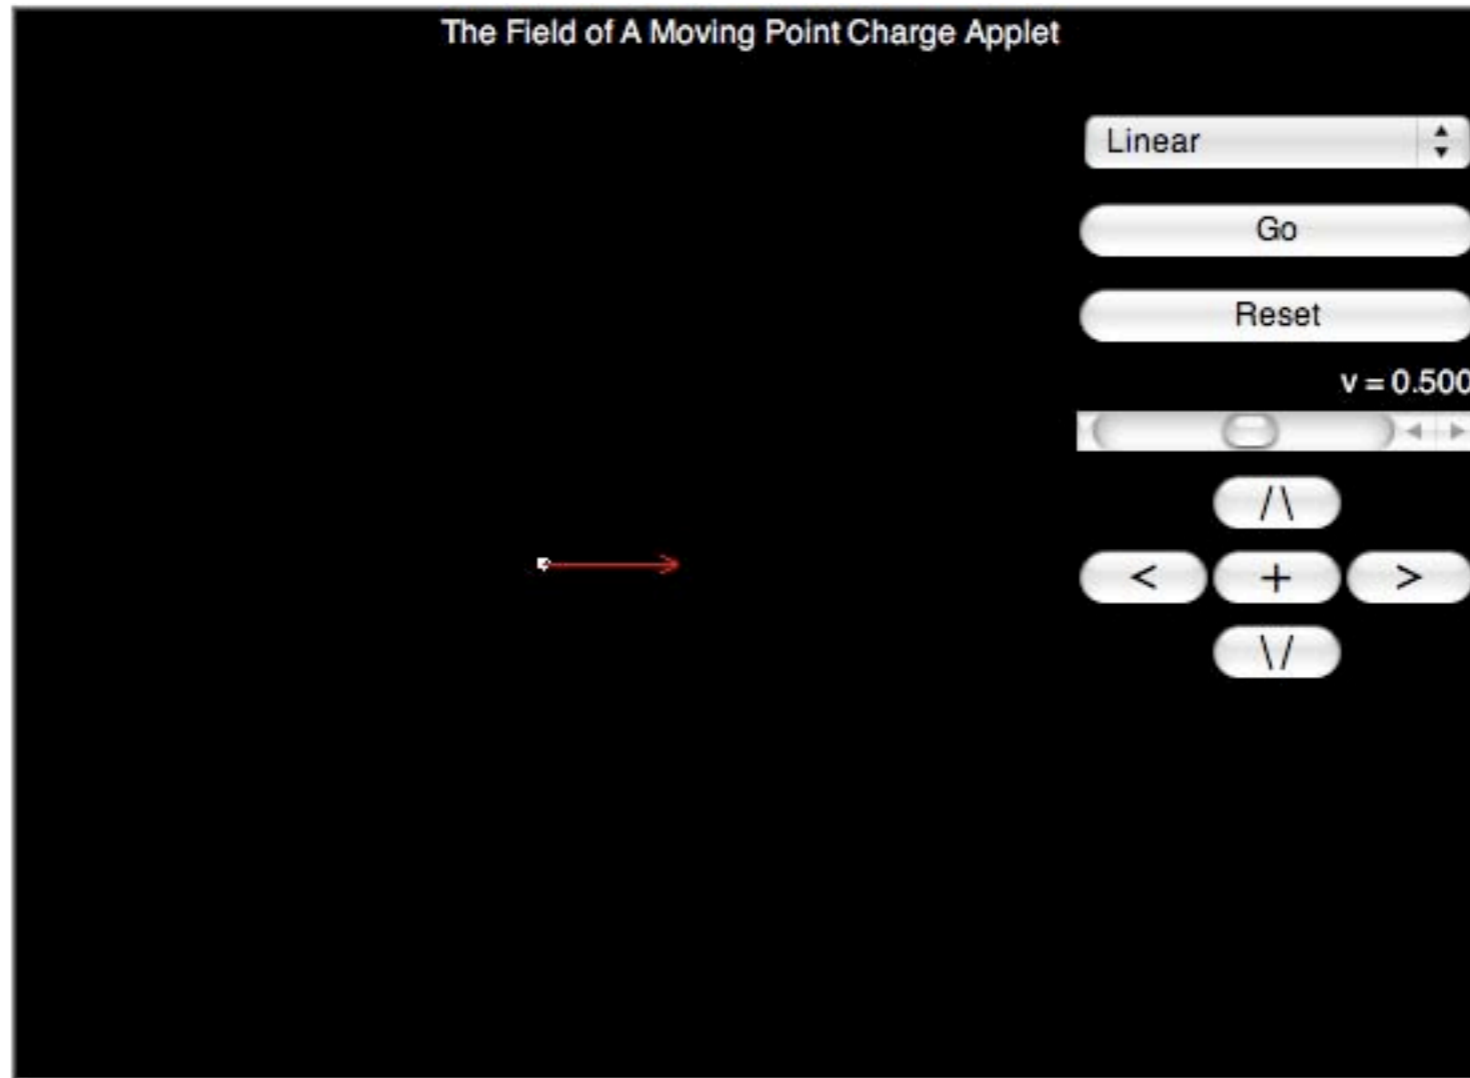 The Field of A Moving Point Charge Applet
Linear
Go
Reset
v = 0.500
/\
< + >
\/